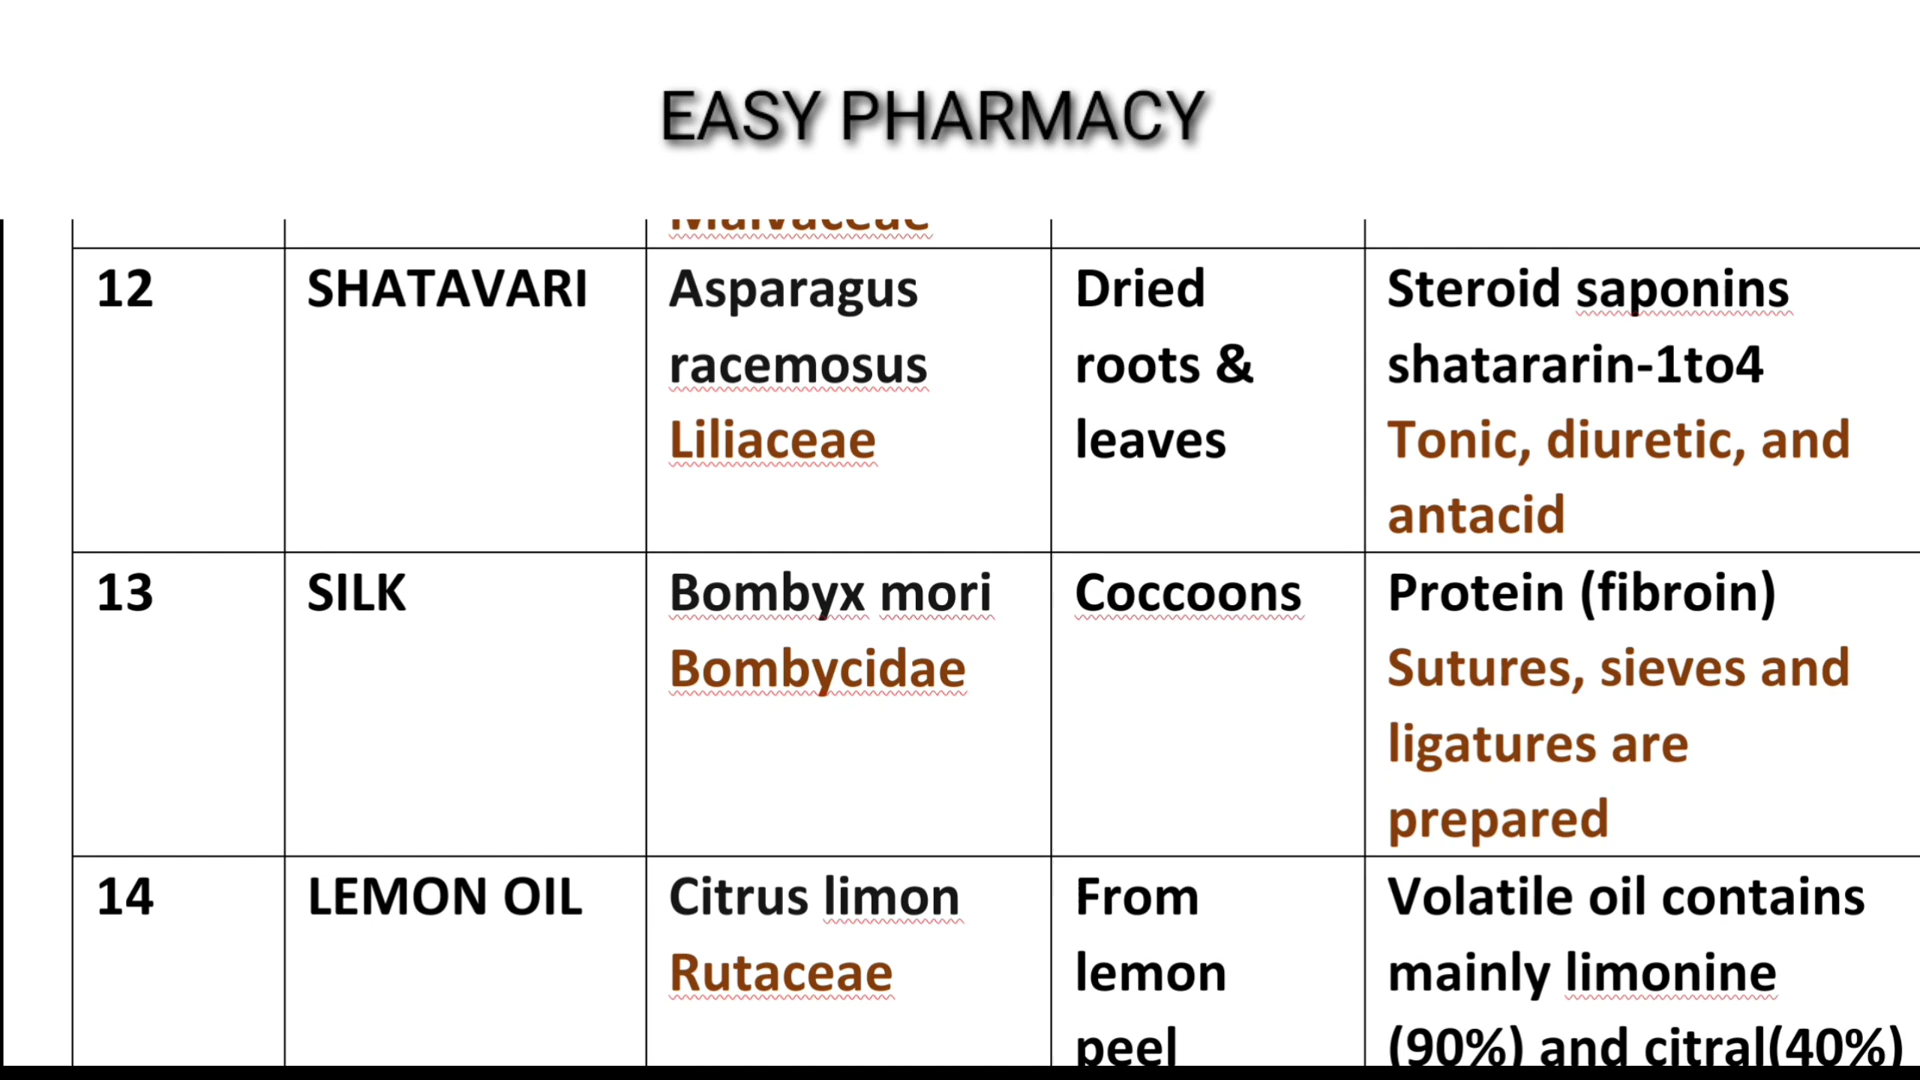 EASY PHARMACY
Malvaceae
12 SHATAVARI Asparagus Dried Steroid saponins
racemosus roots & shatararin-1to4
Liliaceae leaves Tonic, diuretic, and
antacid
13 SILK Bombyx mori Coccoons Protein (fibroin)
Bombycidae Sutures, sieves and
ligatures are
prepared
14 LEMON OIL Citrus limon From Volatile oil contains
Rutaceae lemon mainly limonine
peel (90%) and citral(40%)